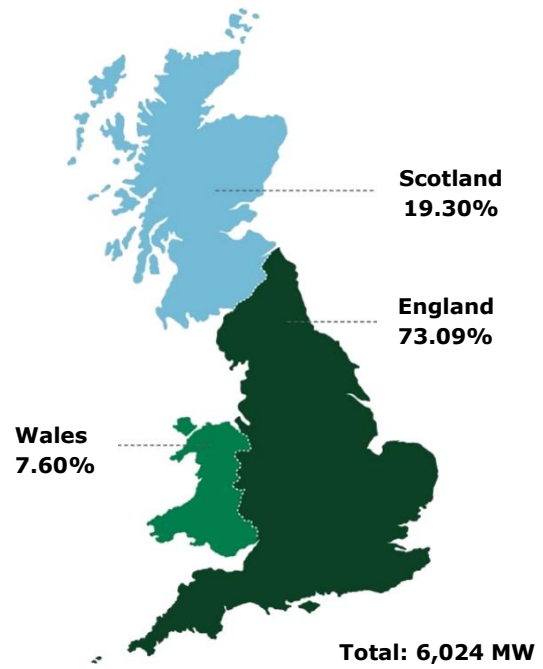 Scotland
19.30%
England
73.09%
Wales
7.60%
Total: 6,024 MW